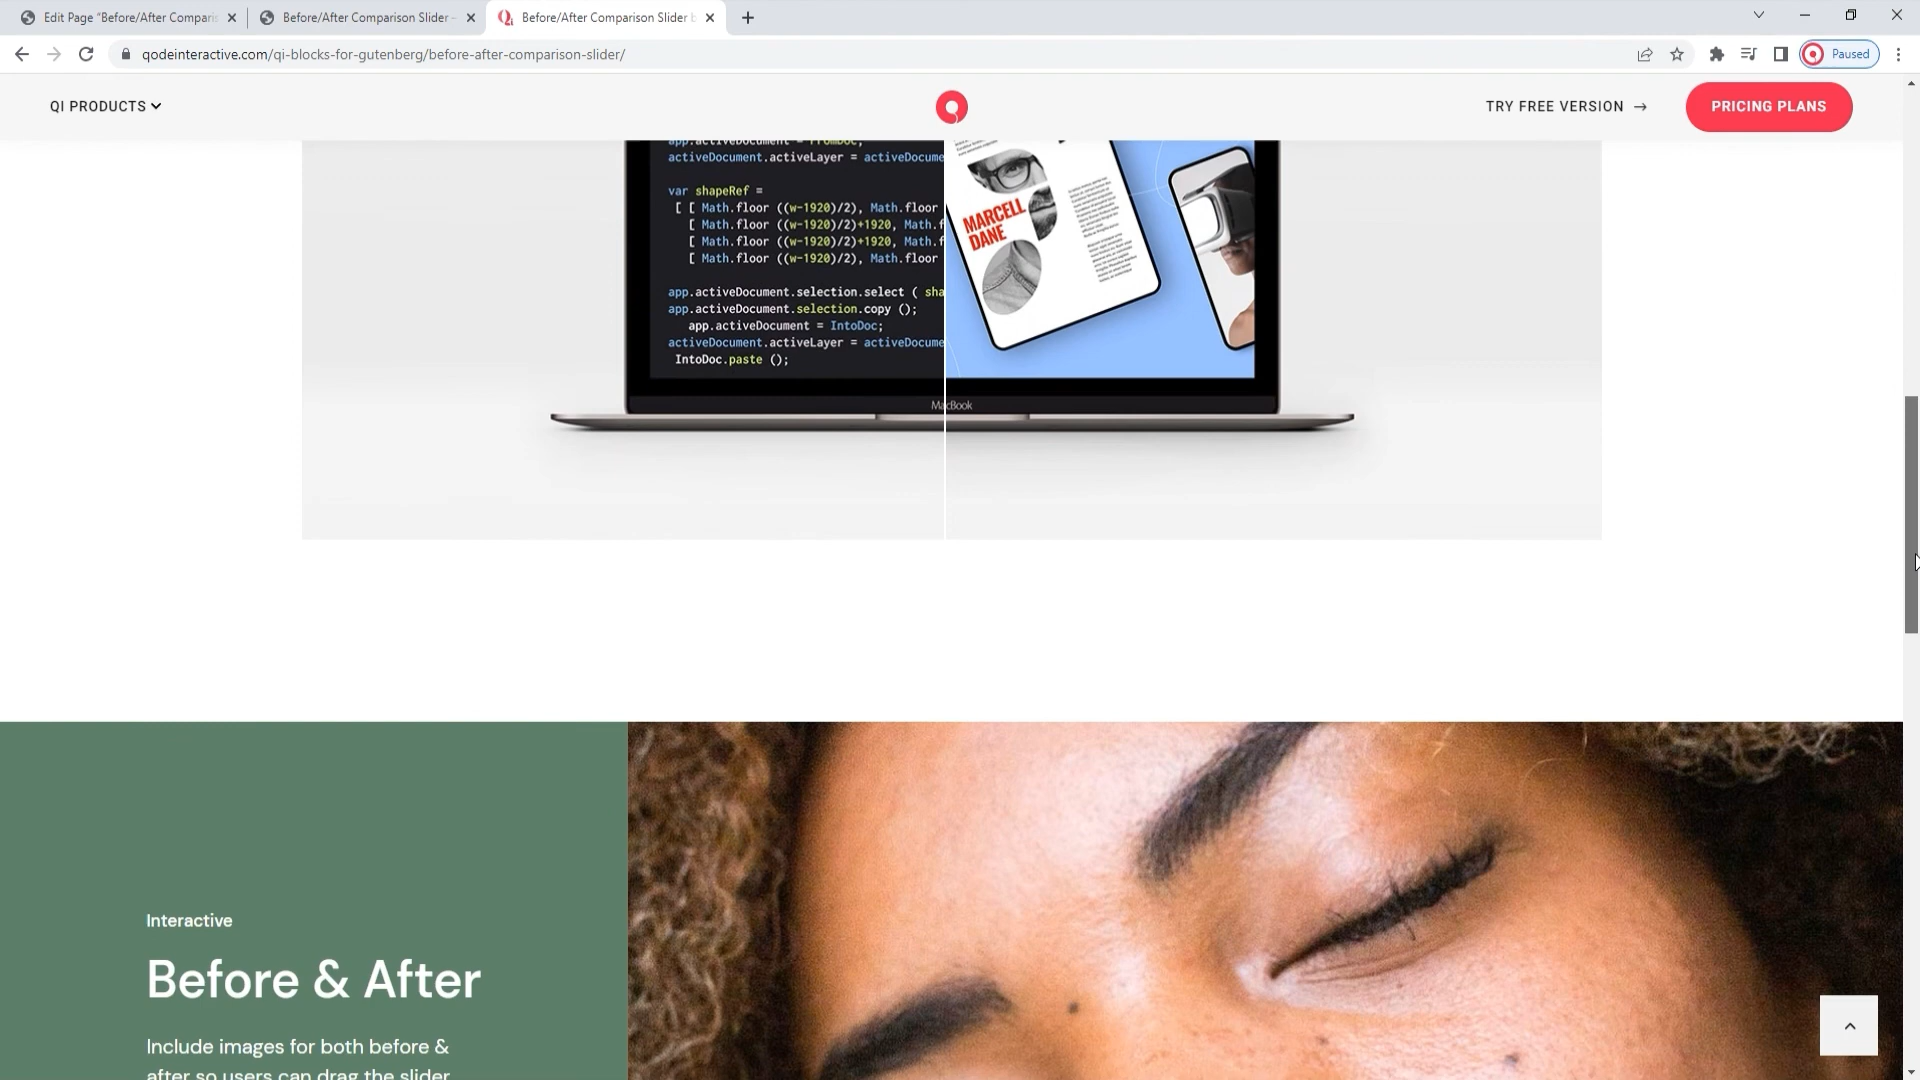 Edit Page "Before/After Comparis
Before/After Comparison Slider –
Before/After Comparison Slider b
qodeinteractive.com/qi-blocks-for-gutenberg/before-after-comparison-slider/
Paused
QI PRODUCTS
TRY FREE VERSION →
PRICING PLANS
activeDocument.activeLayer = activeDocume
var shapeRef =
[ [ Math.floor ((w-1920)/2), Math.floor
[ Math.floor ((w-1920)/2)+1920, Math.f
[ Math.floor ((w-1920)/2)+1920, Math.f
[ Math.floor ((w-1920)/2), Math.floor
app.activeDocument.selection.select ( sha
app.activeDocument.selection.copy ();
app.activeDocument = IntoDoc;
activeDocument.activeLayer = activeDocume
IntoDoc.paste ();
MARCELL
DANE
MacBook
Interactive
Before & After
Include images for both before &
after so users can drag the slider